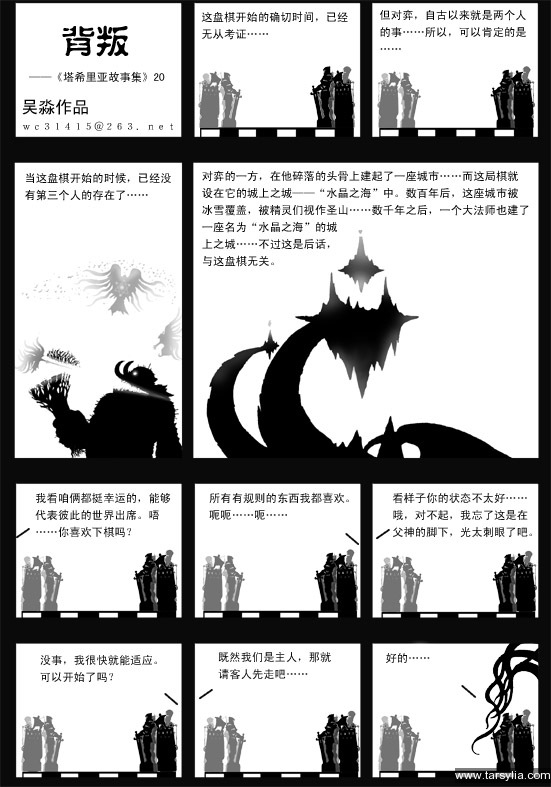 背叛
——《塔希里亚故事集》20
吴淼作品
wc31415@263.net
这盘棋开始的确切时间，已经
无从考证……
但对弈，自古以来就是两个人
的事……所以，可以肯定的是
……
当这盘棋开始的时候，已经没
有第三个人的存在了……
对弈的一方，在他碎落的头骨上建起了一座城市……而这局棋就
设在它的城上之城——“水晶之海”中。数百年后，这座城市被
冰雪覆盖，被精灵们视作圣山……数千年之后，一个大法师也建了
一座名为“水晶之海”的城
上之城……不过这是后话，
与这盘棋无关。
我看咱俩都挺幸运的，能够
代表彼此的世界出席。唔
……你喜欢下棋吗？
所有有规则的东西我都喜欢。
呃呃……呃……
看样子你的状态不太好……
哦，对不起，我忘了这是在
父神的脚下，光太刺眼了吧。
没事，我很快就能适应。
可以开始了吗？
既然我们是主人，那就
请客人先走吧……
好的……
www.tarsylia.com